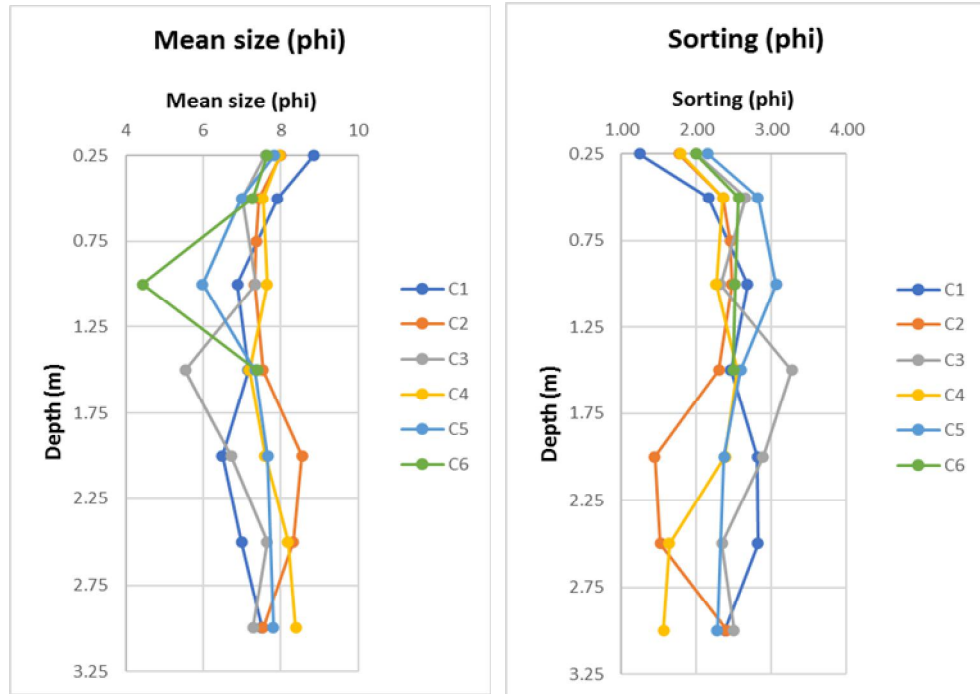 Mean size (phi)
Mean size (phi)
4 6 8 10
0.25
0.75
1.25
1.75
2.25
2.75
3.25
Depth (m)
C1
C2
C3
C4
C5
C6
Sorting (phi)
Sorting (phi)
1.00 2.00 3.00 4.00
0.25
0.75
1.25
1.75
2.25
2.75
3.25
Depth (m)
C1
C2
C3
C4
C5
C6